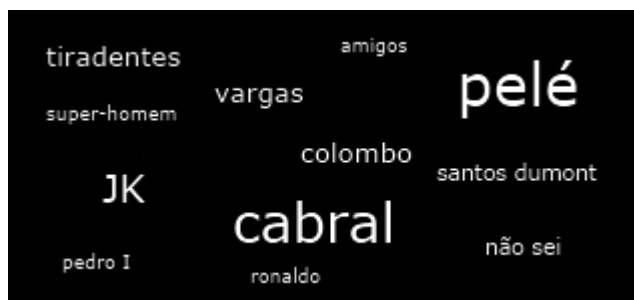 amigos
tiradentes
pelé
vargas
super-homem
colombo
santos dumont
JK
cabral
não sei
pedro I
ronaldo